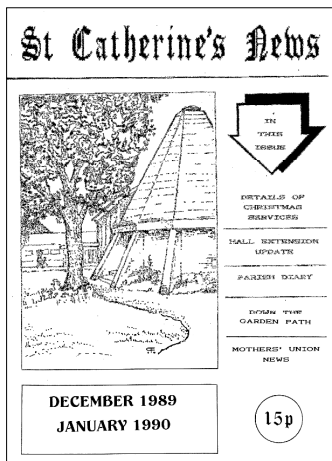 St Catherine's News
IN
THIS
ISSUE
DETAILS OF
CHRISTMAS
SERVICES
HALL EXTENSION
UPDATE
PARISH DIARY
DOWN THE
GARDEN PATH
MOTHERS' UNION
NEWS
DECEMBER 1989
JANUARY 1990
15p